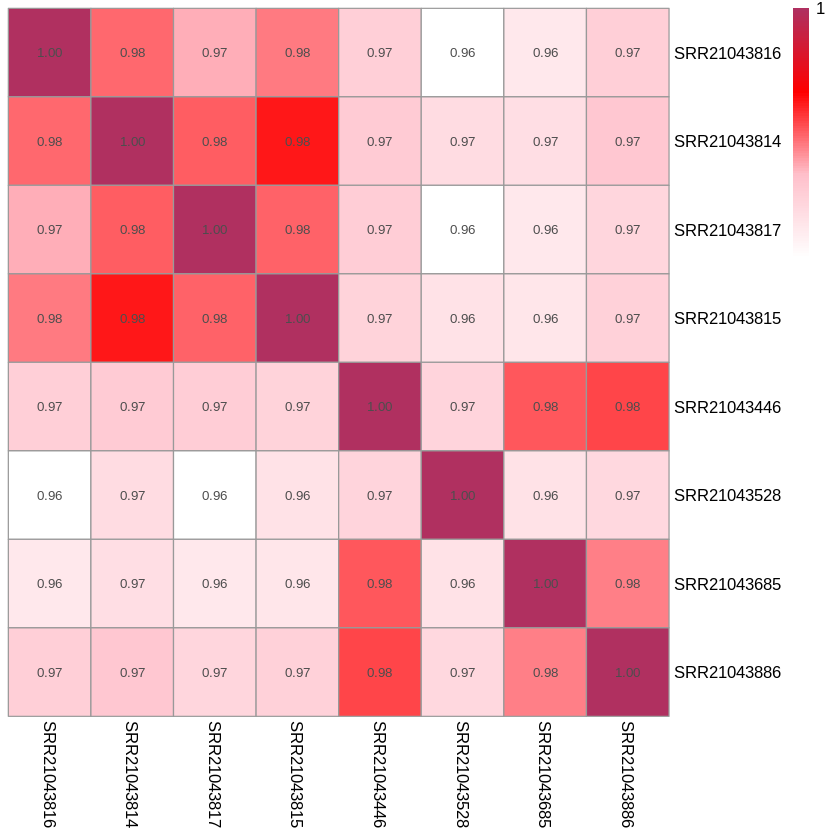 1
1.00 0.98 0.97 0.98 0.97 0.96 0.96 0.97 SRR21043816
0.98 1.00 0.98 0.98 0.97 0.97 0.97 0.97 SRR21043814
0.97 0.98 1.00 0.98 0.97 0.96 0.96 0.97 SRR21043817
0.98 0.98 0.98 1.00 0.97 0.96 0.96 0.97 SRR21043815
0.97 0.97 0.97 0.97 1.00 0.97 0.98 0.98 SRR21043446
0.96 0.97 0.96 0.96 0.97 1.00 0.96 0.97 SRR21043528
0.96 0.97 0.96 0.96 0.98 0.96 1.00 0.98 SRR21043685
0.97 0.97 0.97 0.97 0.98 0.97 0.98 1.00 SRR21043886
SRR21043816
SRR21043814
SRR21043817
SRR21043815
SRR21043446
SRR21043528
SRR21043685
SRR21043886